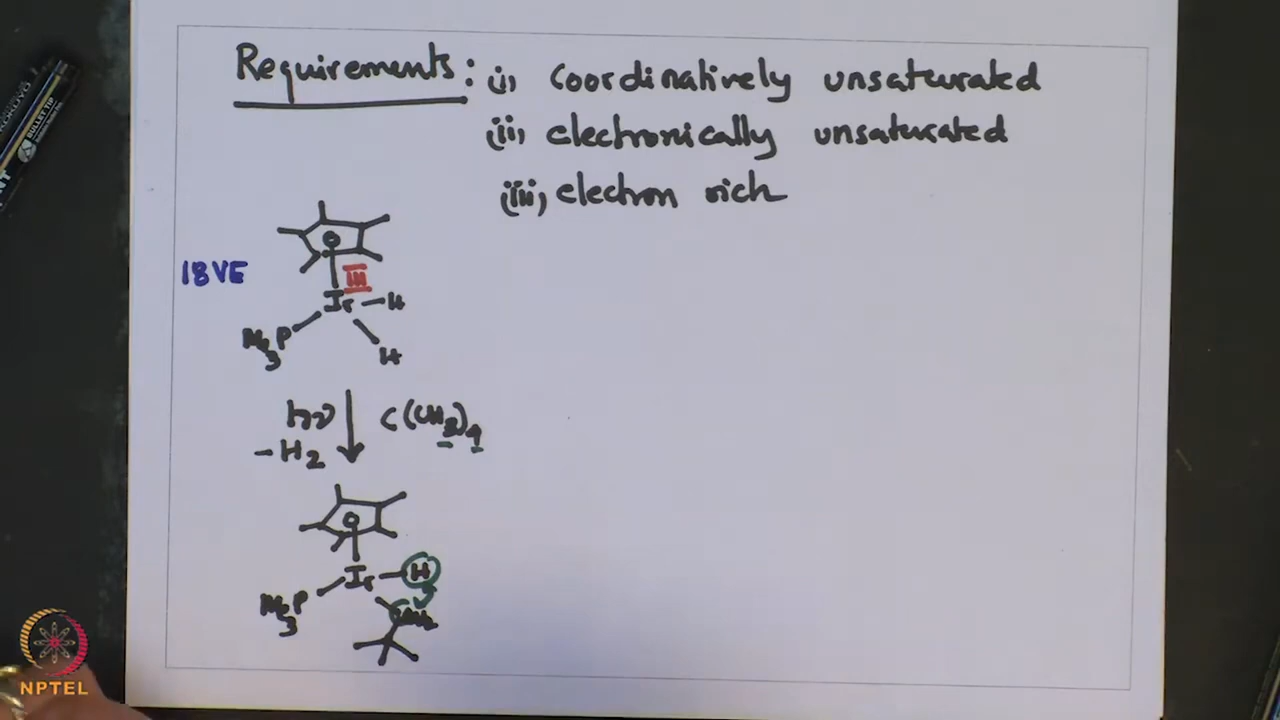 Requirements: (i) Coordinatively unsaturated
(ii) electronically unsaturated
(iii) electron rich
18VE
III
Ir – H
Me3P
H
hν C(CH3)4
–H2
Ir – H
Me3P
CH2
NPTEL